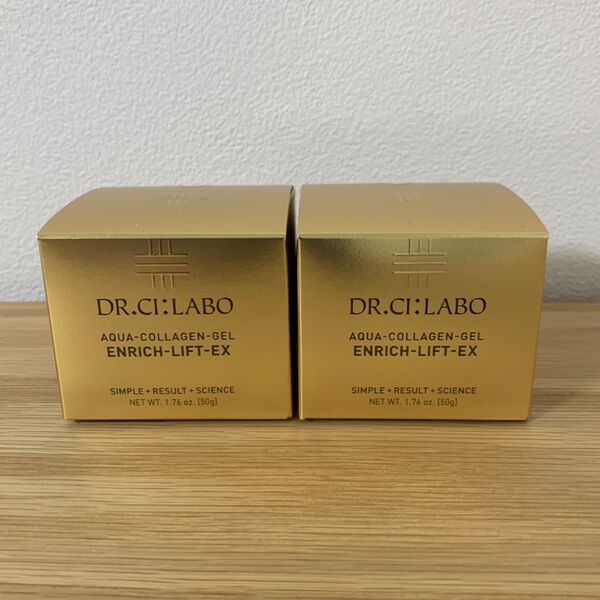 DR.CI:LABO
AQUA-COLLAGEN-GEL
ENRICH-LIFT-EX
SIMPLE+RESULT+SCIENCE
NET WT. 1.76 oz. [50g]
DR.CI:LABO
AQUA-COLLAGEN-GEL
ENRICH-LIFT-EX
SIMPLE+RESULT+SCIENCE
NET WT. 1.76 oz. [50g]